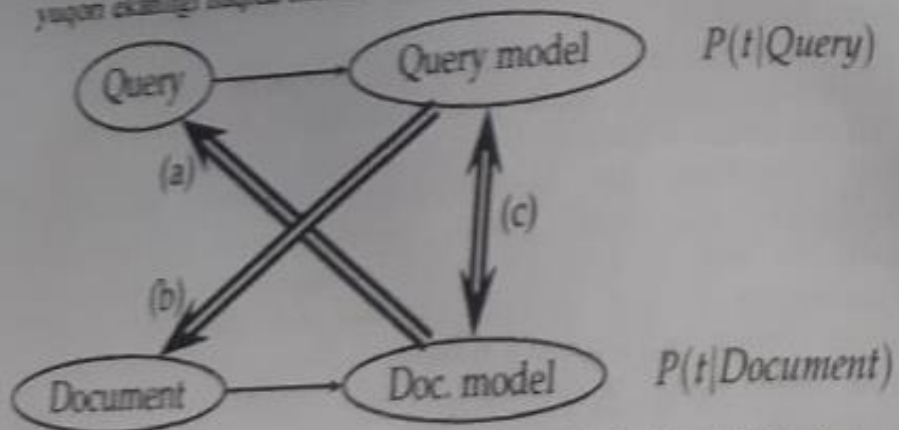 Query
Query model
P(t|Query)
(a)
(c)
(b)
Document
Doc. model
P(t|Document)